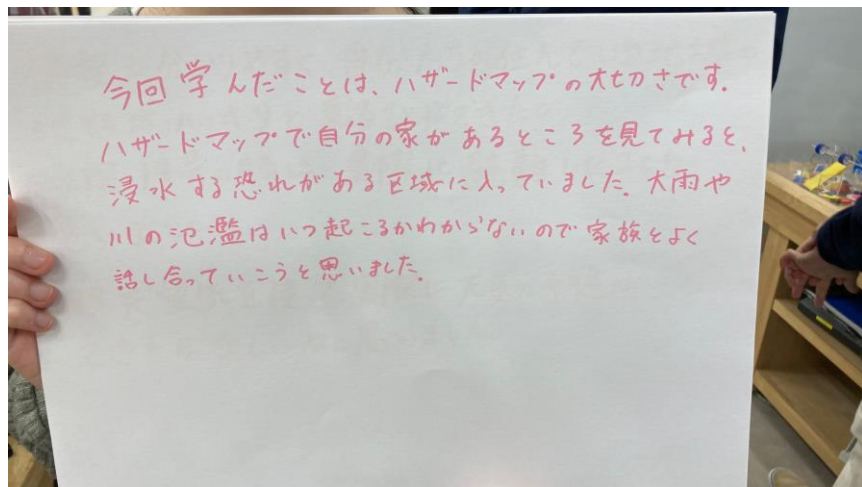 今回学んだことは、ハザードマップの大切さです。
ハザードマップで自分の家があるところを見てみると、
浸水する恐れがある区域に入っていました。大雨や
川の氾濫はいつ起こるかわからないので家族とよく
話し合っていこうと思いました。